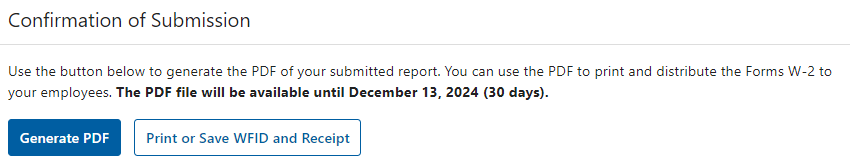 Confirmation of Submission
Use the button below to generate the PDF of your submitted report. You can use the PDF to print and distribute the Forms W-2 to
your employees. The PDF file will be available until December 13, 2024 (30 days).
Generate PDF
Print or Save WFID and Receipt